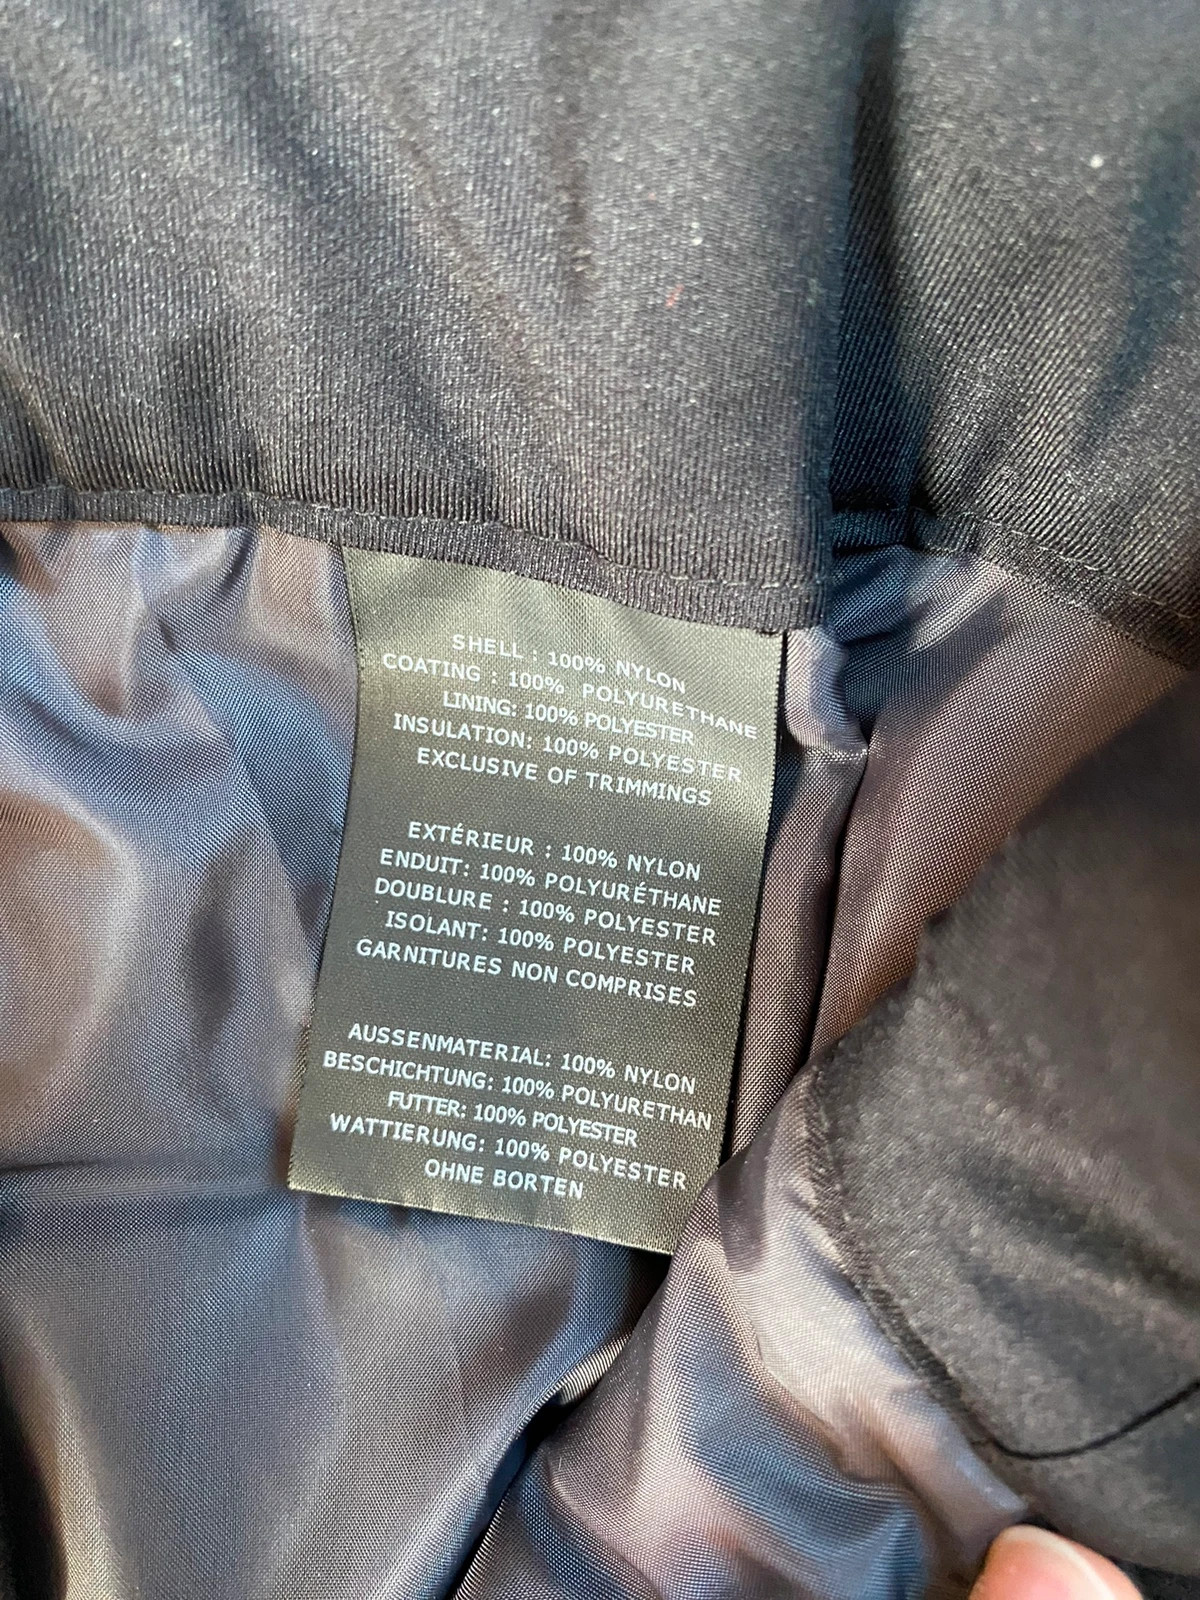 SHELL : 100% NYLON
COATING : 100% POLYURETHANE
LINING: 100% POLYESTER
INSULATION: 100% POLYESTER
EXCLUSIVE OF TRIMMINGS
EXTÉRIEUR : 100% NYLON
ENDUIT: 100% POLYURÉTHANE
DOUBLURE : 100% POLYESTER
ISOLANT: 100% POLYESTER
GARNITURES NON COMPRISES
AUSSENMATERIAL: 100% NYLON
BESCHICHTUNG: 100% POLYURETHAN
FUTTER: 100% POLYESTER
WATTIERUNG: 100% POLYESTER
OHNE BORTEN